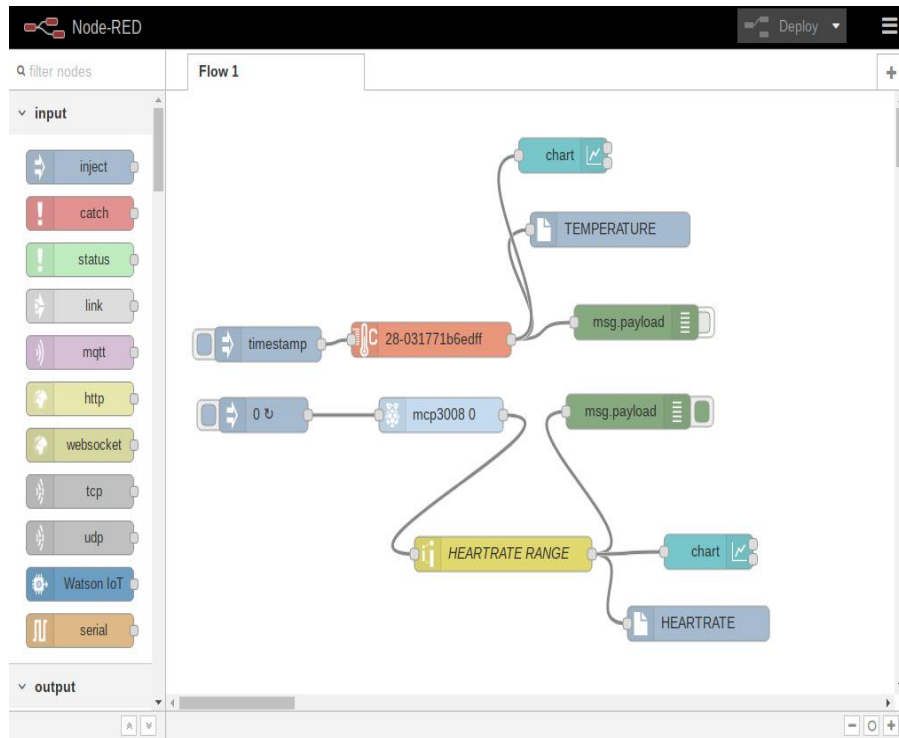 Node-RED
Deploy
filter nodes
Flow 1
input
inject
catch
status
link
mqtt
http
websocket
tcp
udp
Watson IoT
serial
output
chart
TEMPERATURE
msg.payload
timestamp
C 28-031771b6edff
0 ↻
mcp3008 0
msg.payload
HEARTRATE RANGE
chart
HEARTRATE